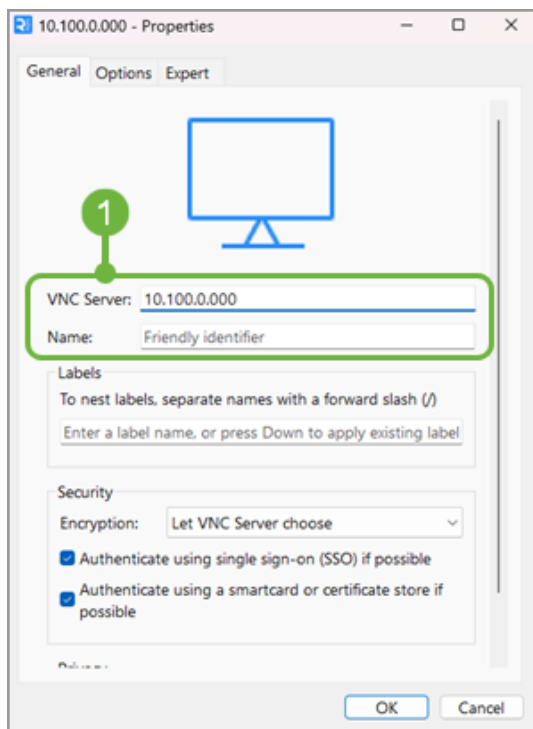 10.100.0.000 - Properties
General Options Expert
1
VNC Server: 10.100.0.000
Name: Friendly identifier
Labels
To nest labels, separate names with a forward slash (/)
Enter a label name, or press Down to apply existing label
Security
Encryption: Let VNC Server choose
Authenticate using single sign-on (SSO) if possible
Authenticate using a smartcard or certificate store if
possible
OK Cancel